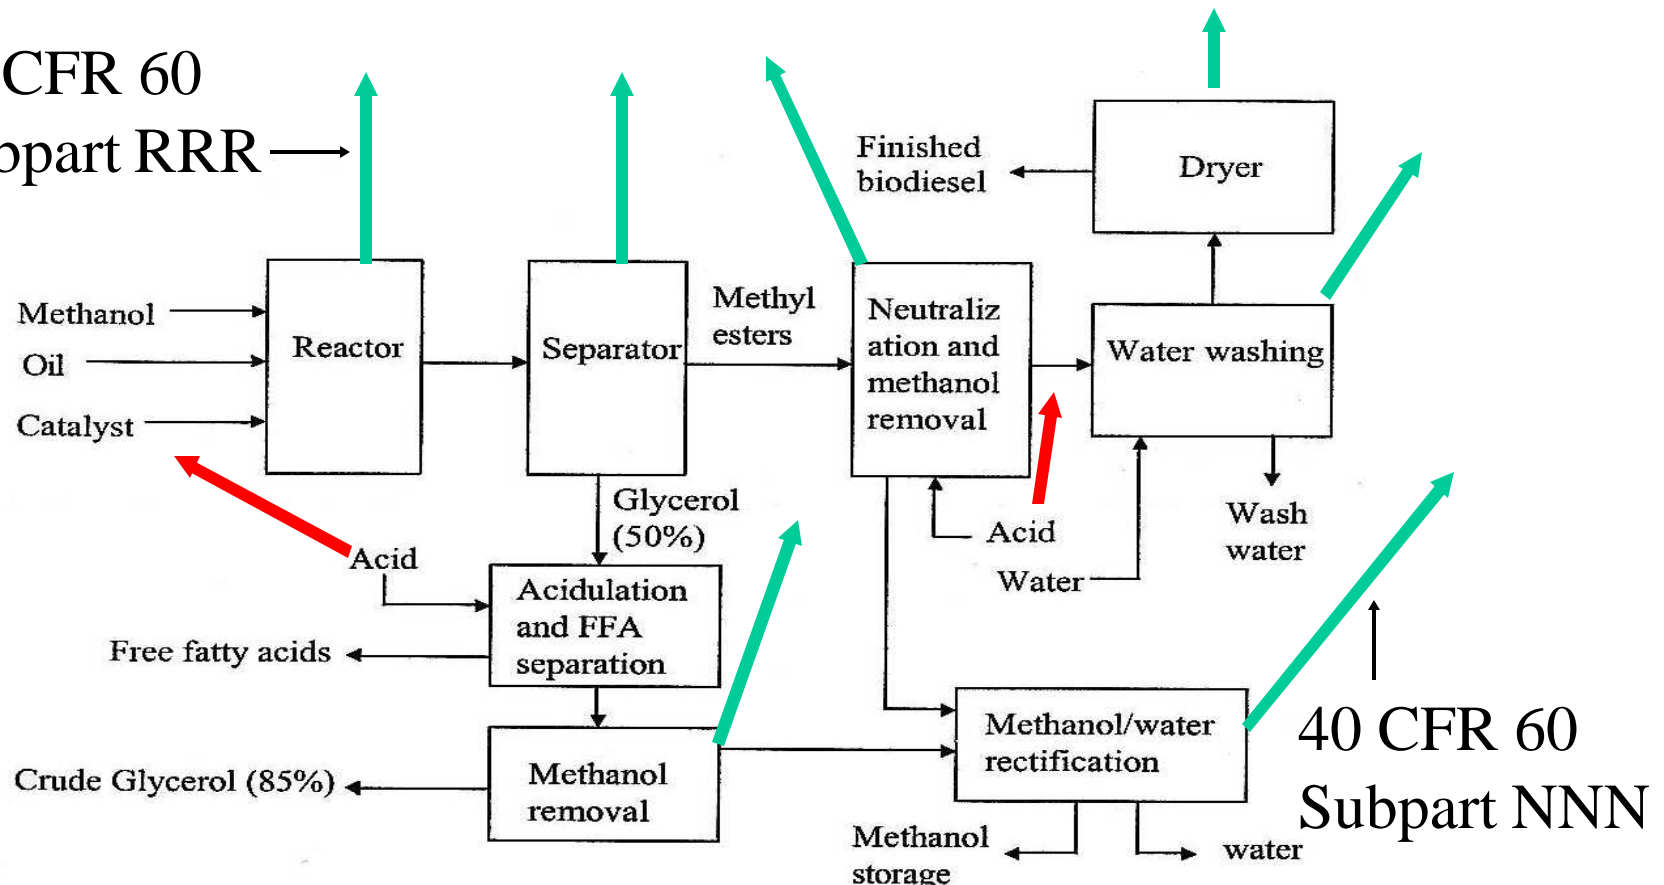 CFR 60
bpart RRR
Finished
biodiesel
Dryer
Methanol
Oil
Catalyst
Reactor
Separator
Methyl
esters
Neutraliz
ation and
methanol
removal
Water washing
Glycerol
(50%)
Acid
Acid
Water
Wash
water
Acidulation
and FFA
separation
Free fatty acids
Methanol
removal
Crude Glycerol (85%)
Methanol/water
rectification
40 CFR 60
Subpart NNN
Methanol
storage
water